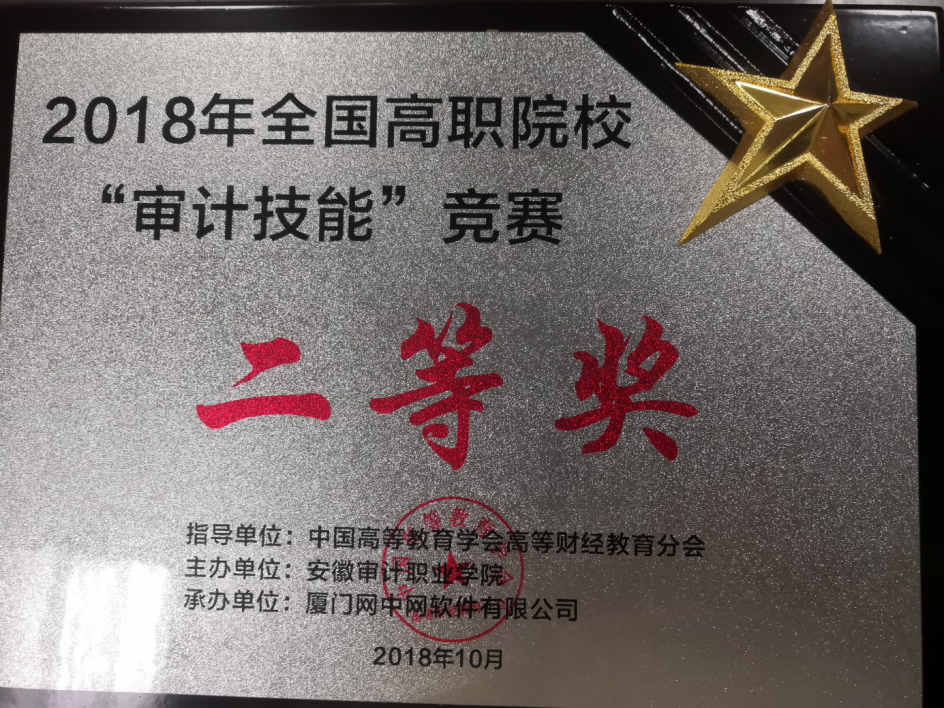 2018年全国高职院校
“审计技能”竞赛
二等奖
指导单位：中国高等教育学会高等财经教育分会
主办单位：安徽审计职业学院
承办单位：厦门网中网软件有限公司
2018年10月